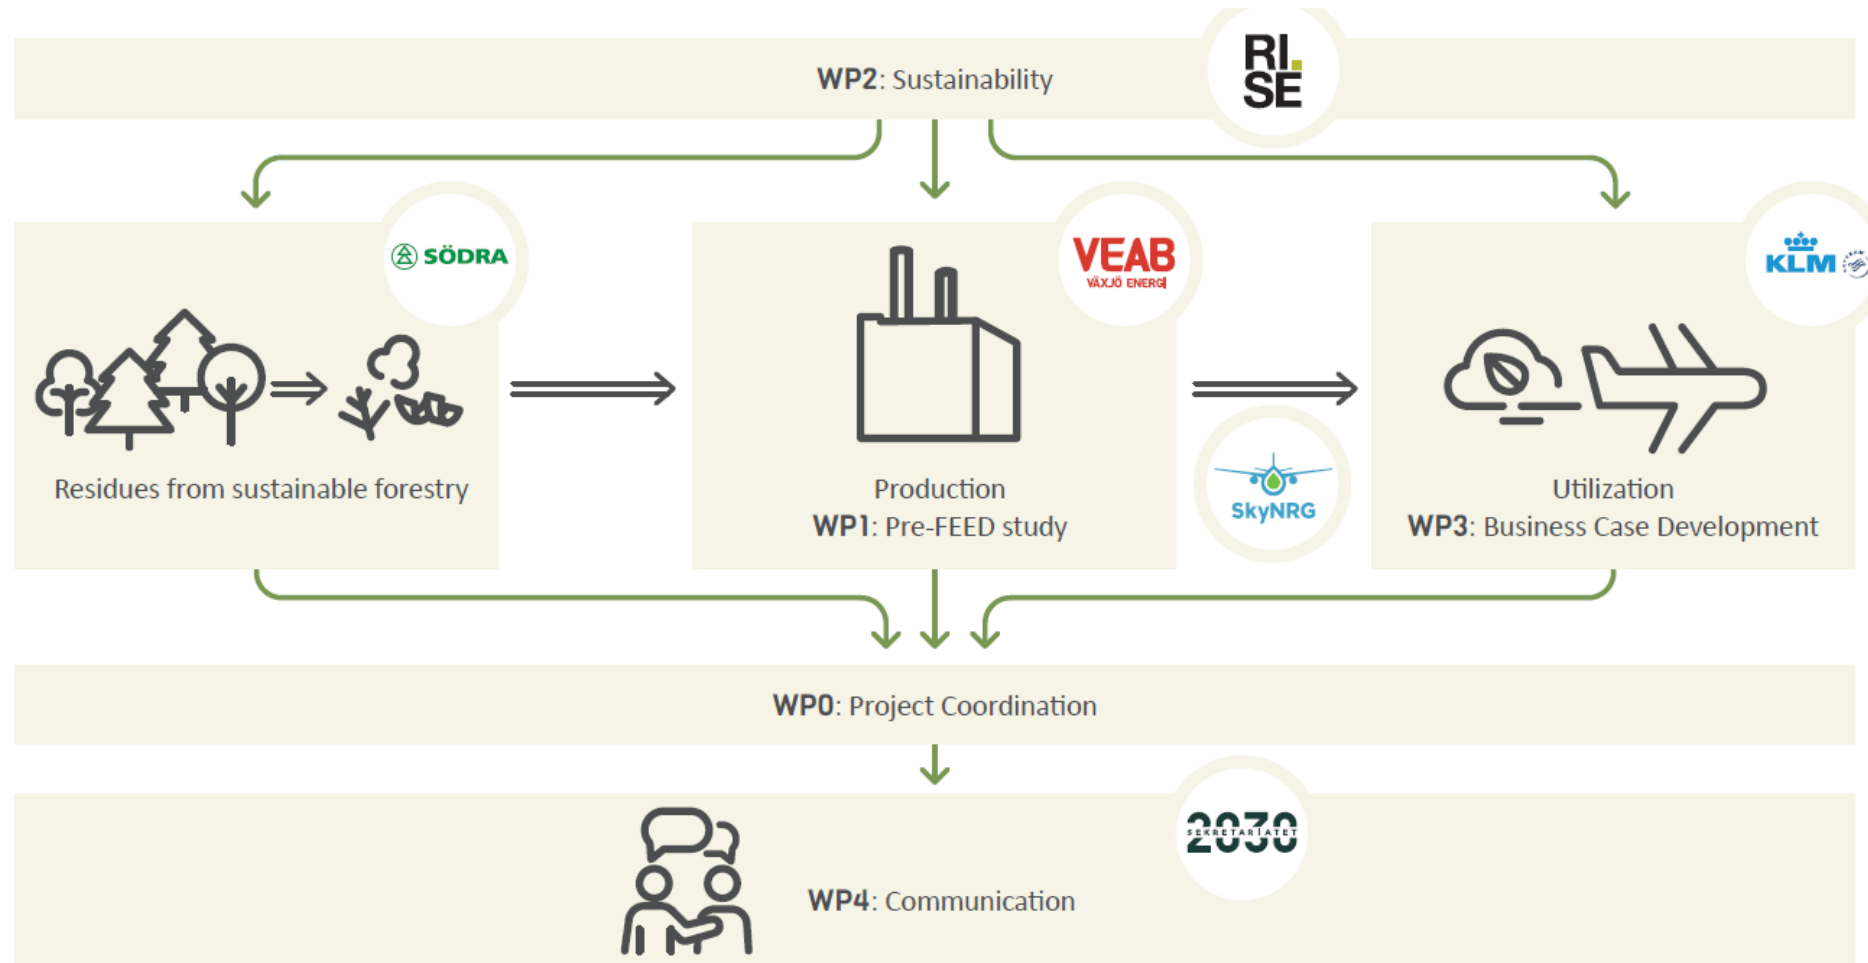 WP2: Sustainability
RI.
SE
SÖDRA
VEAB
VÄXJÖ ENERGI
KLM
Residues from sustainable forestry
Production
WP1: Pre-FEED study
SkyNRG
Utilization
WP3: Business Case Development
WP0: Project Coordination
2030
SEKRETARIATET
WP4: Communication